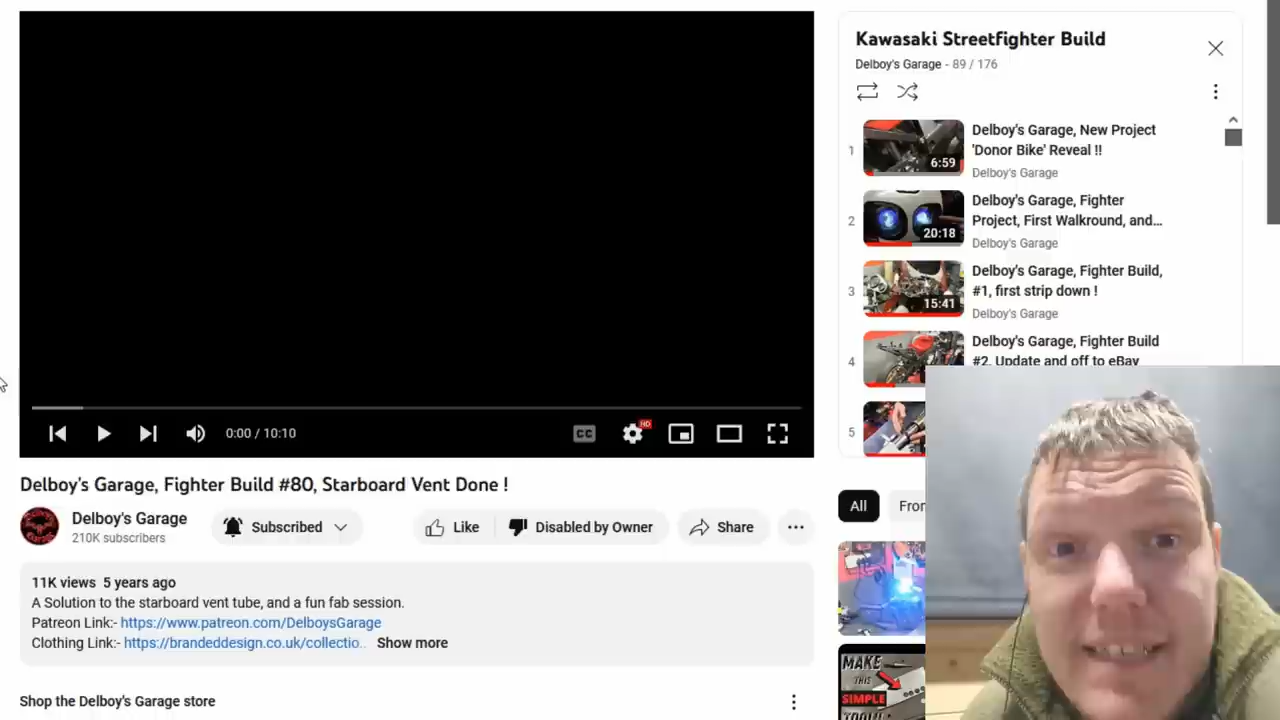 0:00 / 10:10
CC
HD
Delboy's Garage, Fighter Build #80, Starboard Vent Done !
Delboy's Garage
210K subscribers
Subscribed
Like
Disabled by Owner
Share
11K views 5 years ago
A Solution to the starboard vent tube, and a fun fab session.
Patreon Link:- https://www.patreon.com/DelboysGarage
Clothing Link:- https://brandeddesign.co.uk/collectio.. Show more
Shop the Delboy's Garage store
Kawasaki Streetfighter Build
Delboy's Garage - 89 / 176
1
6:59
Delboy's Garage, New Project
'Donor Bike' Reveal !!
Delboy's Garage
2
20:18
Delboy's Garage, Fighter
Project, First Walkround, and...
Delboy's Garage
3
15:41
Delboy's Garage, Fighter Build,
#1, first strip down !
Delboy's Garage
4
Delboy's Garage, Fighter Build
#2. Update and off to eBay
5
All
From
MAKE
THIS
SIMPLE
TOOL!